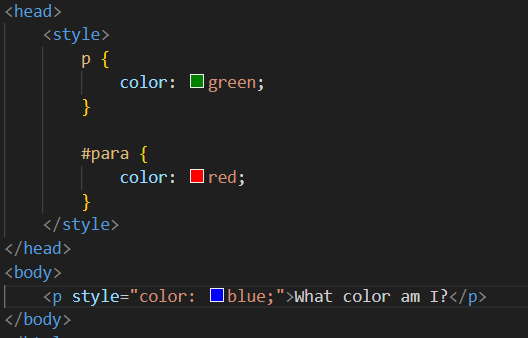 <head>
<style>
p {
color: green;
}
#para {
color: red;
}
</style>
</head>
<body>
<p style="color: blue;">What color am I?</p>
</body>